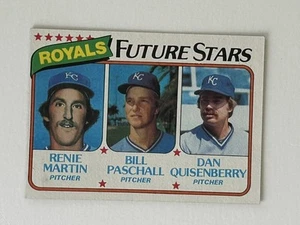 ROYALS FUTURE STARS
KC KC KC
RENIE BILL DAN
MARTIN PASCHALL QUISENBERRY
PITCHER PITCHER PITCHER